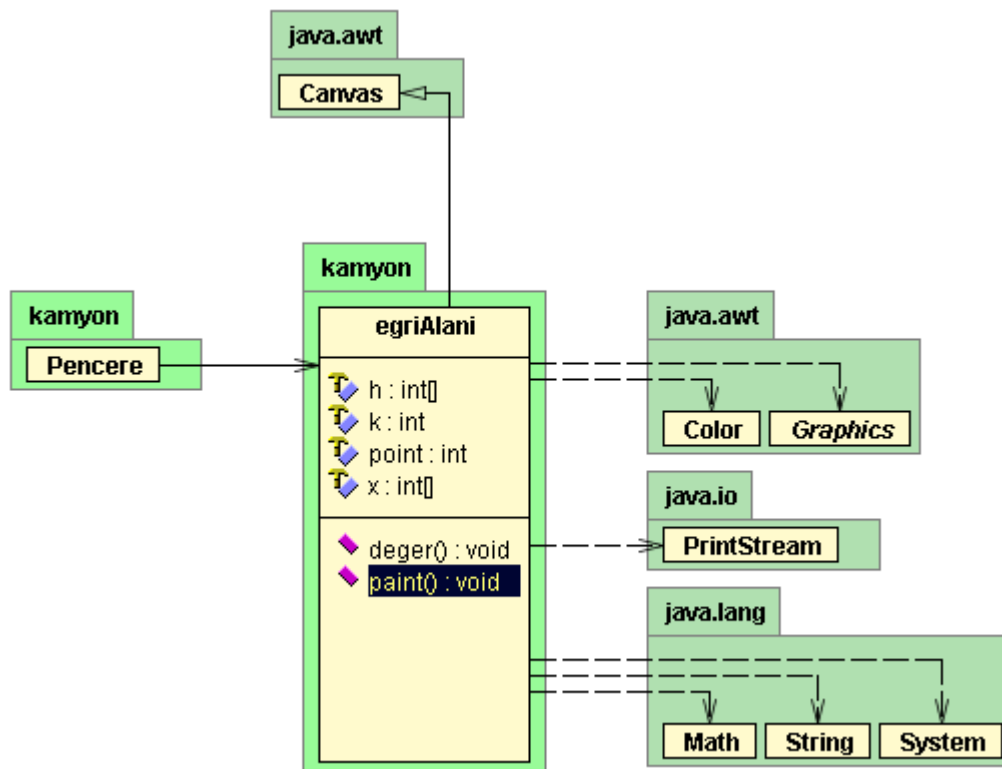 java.awt
Canvas
kamyon
Pencere
kamyon
egriAlani
h : int[]
k : int
point : int
x : int[]
deger() : void
paint() : void
java.awt
Color
Graphics
java.io
PrintStream
java.lang
Math
String
System